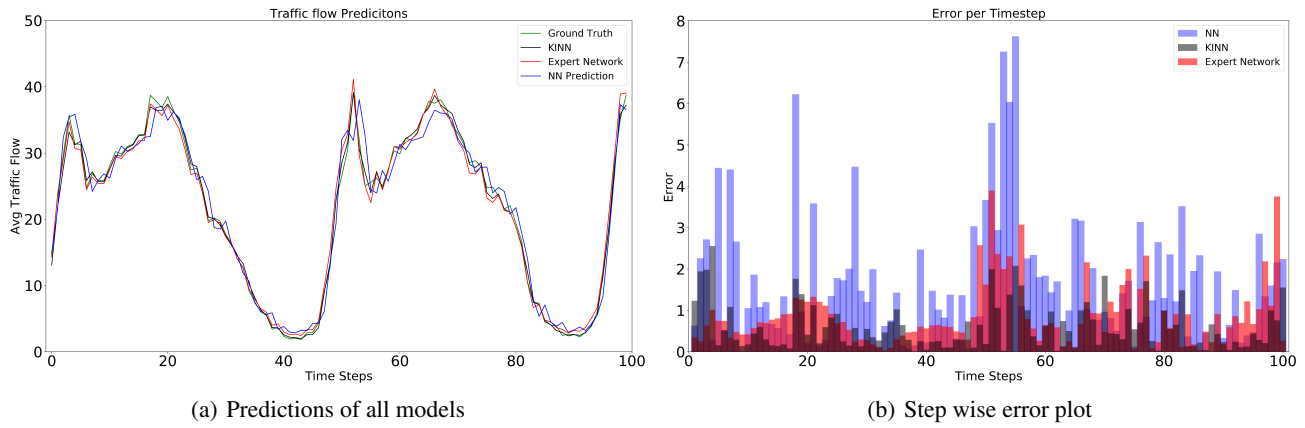 Traffic flow Predicitons
50
40
30
20
10
0
Avg Traffic Flow
Ground Truth
KINN
Expert Network
NN Prediction
0 20 40 60 80 100
Time Steps
(a) Predictions of all models
Error per Timestep
8
7
6
5
4
3
2
1
0
Error
NN
KINN
Expert Network
0 20 40 60 80 100
Time Steps
(b) Step wise error plot